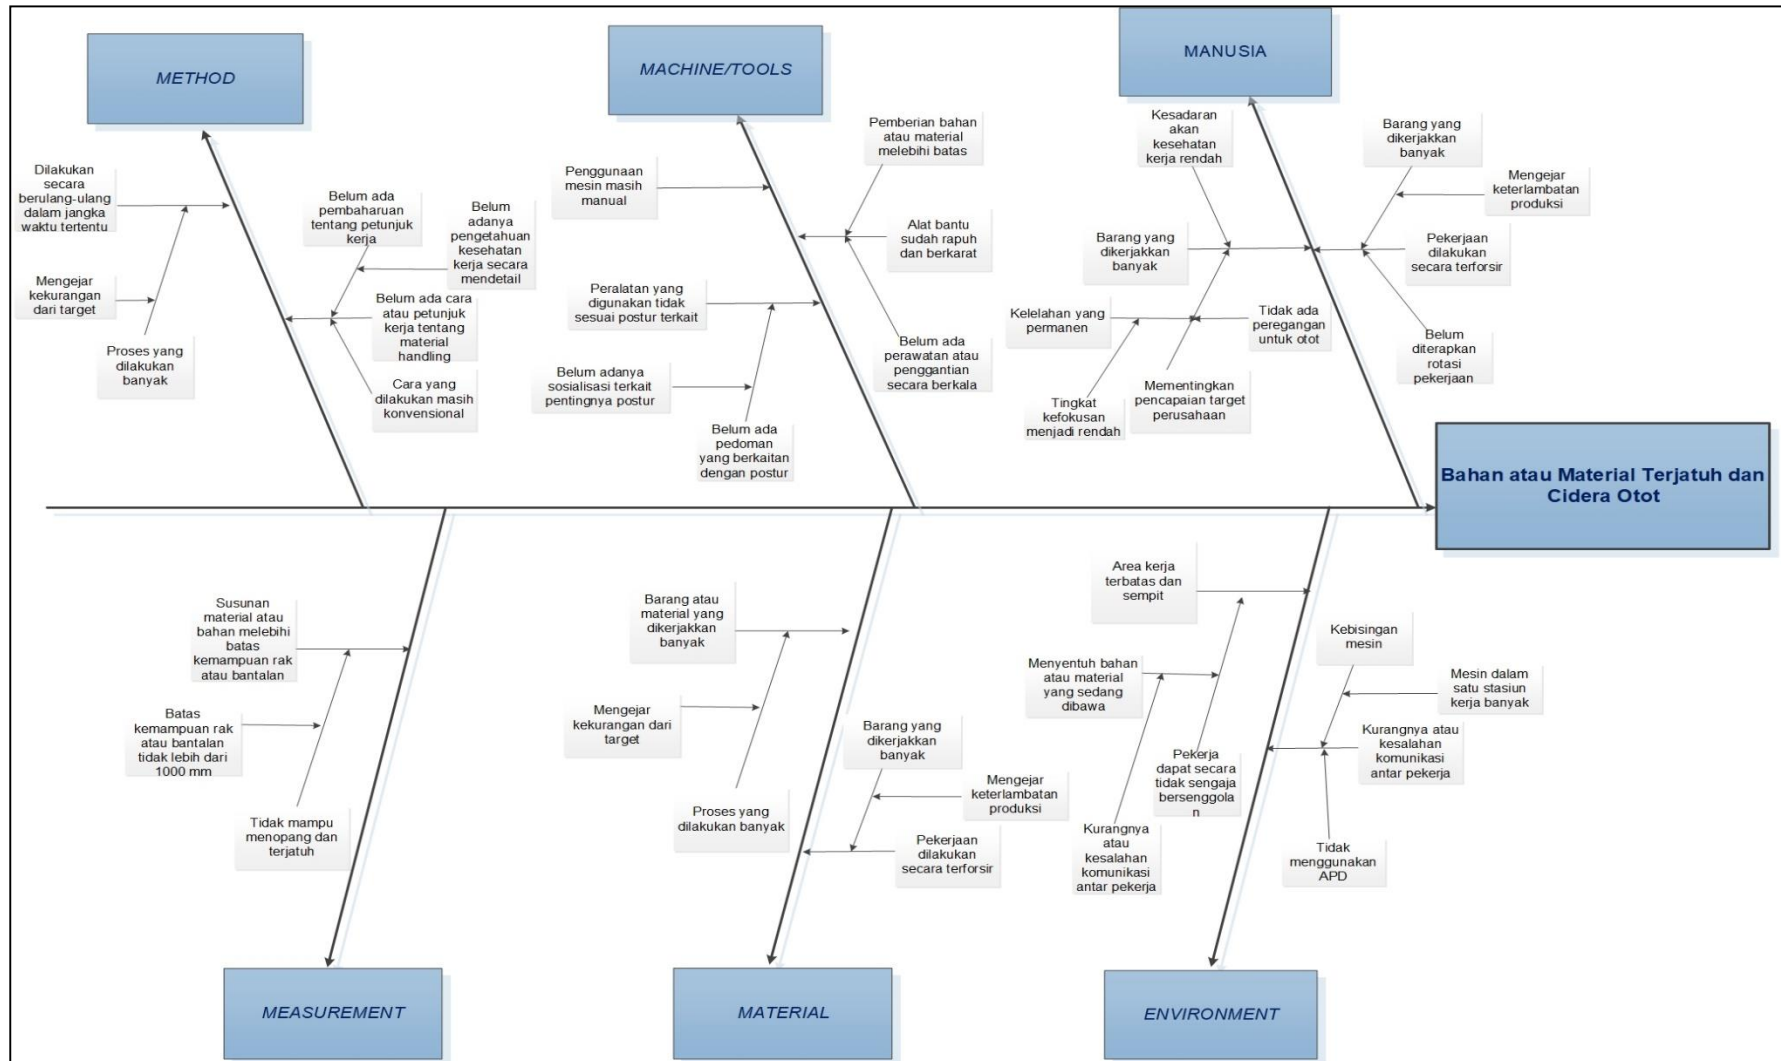 METHOD
MACHINE/TOOLS
MANUSIA
Dilakukan
secara
berulang-ulang
dalam jangka
waktu tertentu
Mengejar
kekurangan
dari target
Proses yang
dilakukan
banyak
Belum ada
pembaharuan
tentang petunjuk
kerja
Belum
adanya
pengetahuan
kesehatan
kerja secara
mendetail
Belum ada cara
atau petunjuk
kerja tentang
material
handling
Cara yang
dilakukan masih
konvensional
Penggunaan
mesin masih
manual
Pemberian bahan
atau material
melebihi batas
Alat bantu
sudah rapuh
dan berkarat
Belum ada
perawatan atau
penggantian
secara berkala
Peralatan yang
digunakan tidak
sesuai postur terkait
Belum adanya
sosialisasi terkait
pentingnya postur
Belum ada
pedoman
yang berkaitan
dengan postur
Kesadaran
akan
kesehatan
kerja rendah
Barang yang
dikerjakkan
banyak
Kelelahan yang
permanen
Tingkat
kefokusan
menjadi rendah
Tidak ada
peregangan
untuk otot
Mementingkan
pencapaian target
perusahaan
Barang yang
dikerjakkan
banyak
Mengejar
keterlambatan
produksi
Pekerjaan
dilakukan
secara terforsir
Belum
diterapkan
rotasi
pekerjaan
Bahan atau Material Terjatuh dan
Cidera Otot
Susunan
material atau
bahan melebihi
batas
kemampuan rak
atau bantalan
Batas
kemampuan rak
atau bantalan
tidak lebih dari
1000 mm
Tidak mampu
menopang dan
terjatuh
Barang atau
material yang
dikerjakkan
banyak
Mengejar
kekurangan dari
target
Proses yang
dilakukan banyak
Barang yang
dikerjakkan
banyak
Mengejar
keterlambatan
produksi
Pekerjaan
dilakukan
secara terforsir
Area kerja
terbatas dan
sempit
Menyentuh bahan
atau material
yang sedang
dibawa
Kurangnya
atau
kesalahan
komunikasi
antar pekerja
Pekerja
dapat secara
tidak sengaja
bersenggola
n
Kebisingan
mesin
Mesin dalam
satu stasiun
kerja banyak
Kurangnya atau
kesalahan
komunikasi
antar pekerja
Tidak
menggunakan
APD
MEASUREMENT
MATERIAL
ENVIRONMENT